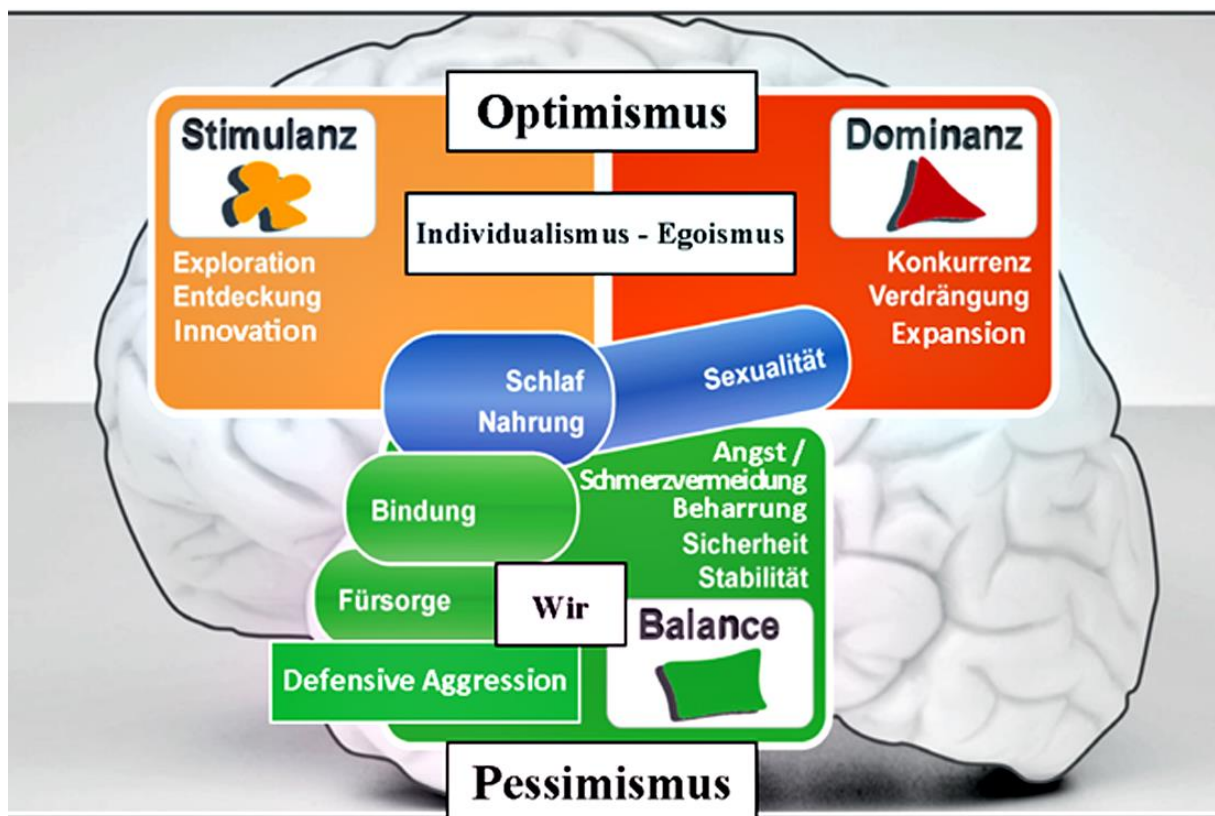 Optimismus
Stimulanz
Dominanz
Individualismus - Egoismus
Exploration
Entdeckung
Innovation
Konkurrenz
Verdrängung
Expansion
Schlaf
Nahrung
Sexualität
Angst /
Schmerzvermeidung
Beharrung
Sicherheit
Stabilität
Bindung
Fürsorge
Wir
Balance
Defensive Aggression
Pessimismus